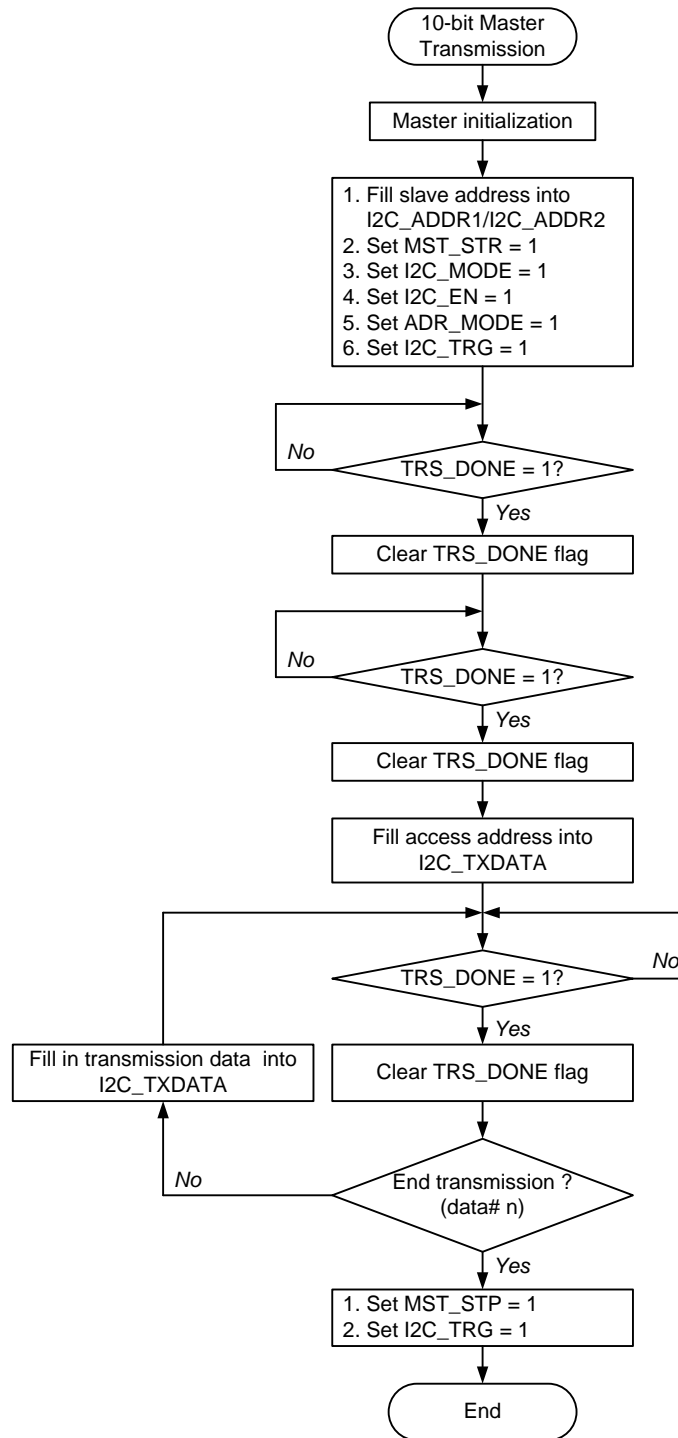 10-bit Master
Transmission
Master initialization
1. Fill slave address into
I2C_ADDR1/I2C_ADDR2
2. Set MST_STR = 1
3. Set I2C_MODE = 1
4. Set I2C_EN = 1
5. Set ADR_MODE = 1
6. Set I2C_TRG = 1
No
TRS_DONE = 1?
Yes
Clear TRS_DONE flag
No
TRS_DONE = 1?
Yes
Clear TRS_DONE flag
Fill access address into
I2C_TXDATA
TRS_DONE = 1?
No
Yes
Fill in transmission data into
I2C_TXDATA
Clear TRS_DONE flag
No
End transmission ?
(data# n)
Yes
1. Set MST_STP = 1
2. Set I2C_TRG = 1
End